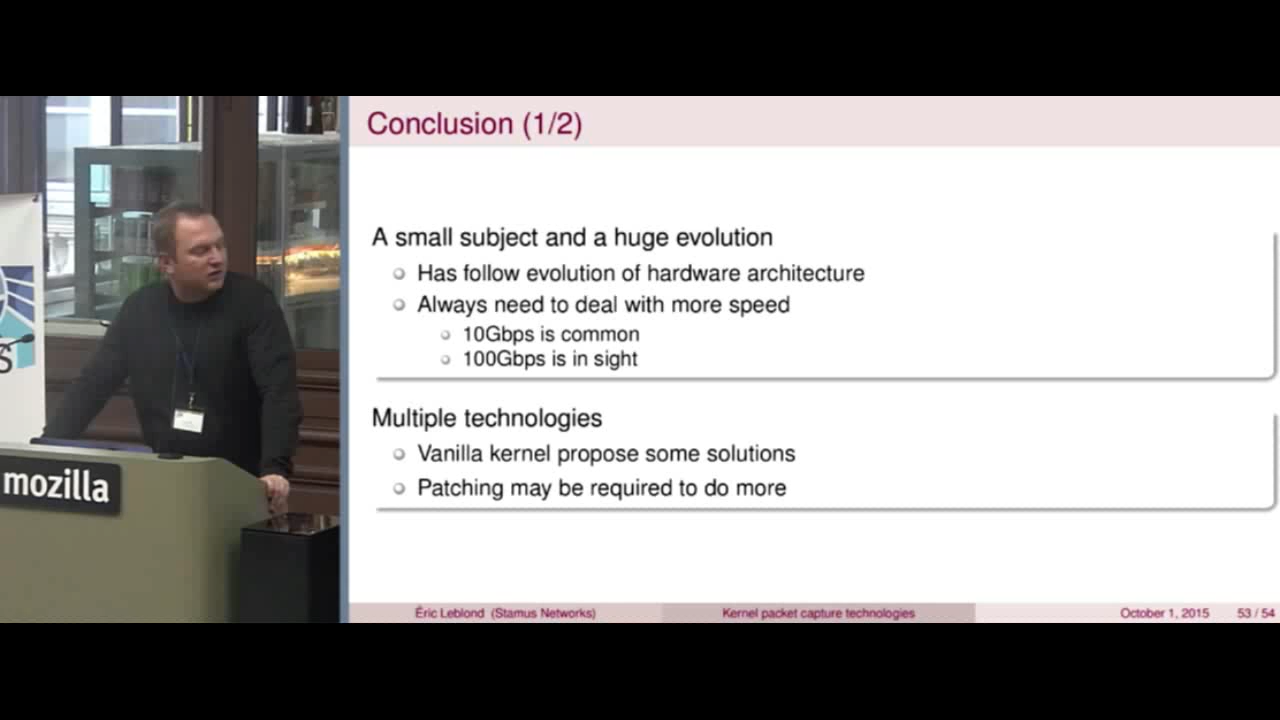 Conclusion (1/2)
A small subject and a huge evolution
Has follow evolution of hardware architecture
Always need to deal with more speed
10Gbps is common
100Gbps is in sight
Multiple technologies
Vanilla kernel propose some solutions
Patching may be required to do more
S
mozilla
Éric Leblond (Stamus Networks)
Kernel packet capture technologies
October 1, 2015
53 / 54